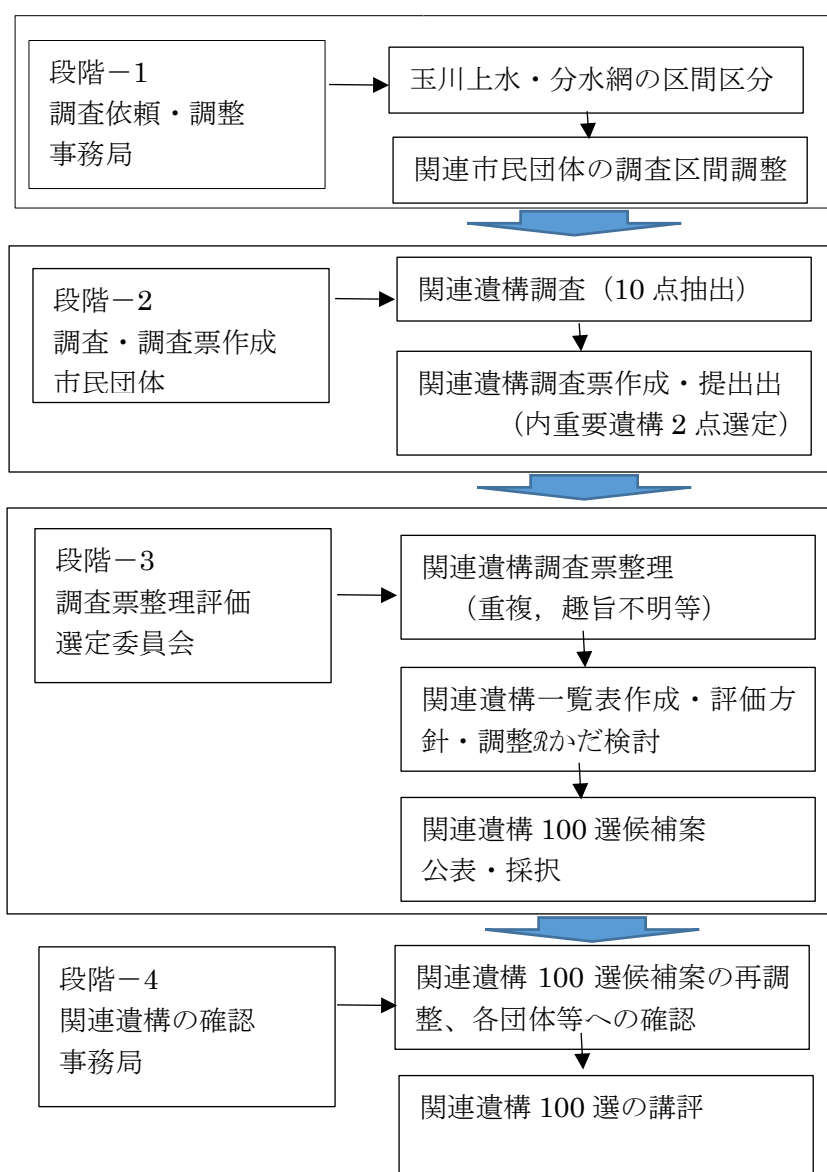 段階－1
調査依頼・調整
事務局
玉川上水・分水網の区間区分
関連市民団体の調査区間調整
段階－2
調査・調査票作成
市民団体
関連遺構調査（10 点抽出）
関連遺構調査票作成・提出出
（内重要遺構 2 点選定）
段階－3
調査票整理評価
選定委員会
関連遺構調査票整理
（重複，趣旨不明等）
関連遺構一覧表作成・評価方
針・調整ℛかだ検討
関連遺構 100 選候補案
公表・採択
段階－4
関連遺構の確認
事務局
関連遺構 100 選候補案の再調
整、各団体等への確認
関連遺構 100 選の講評